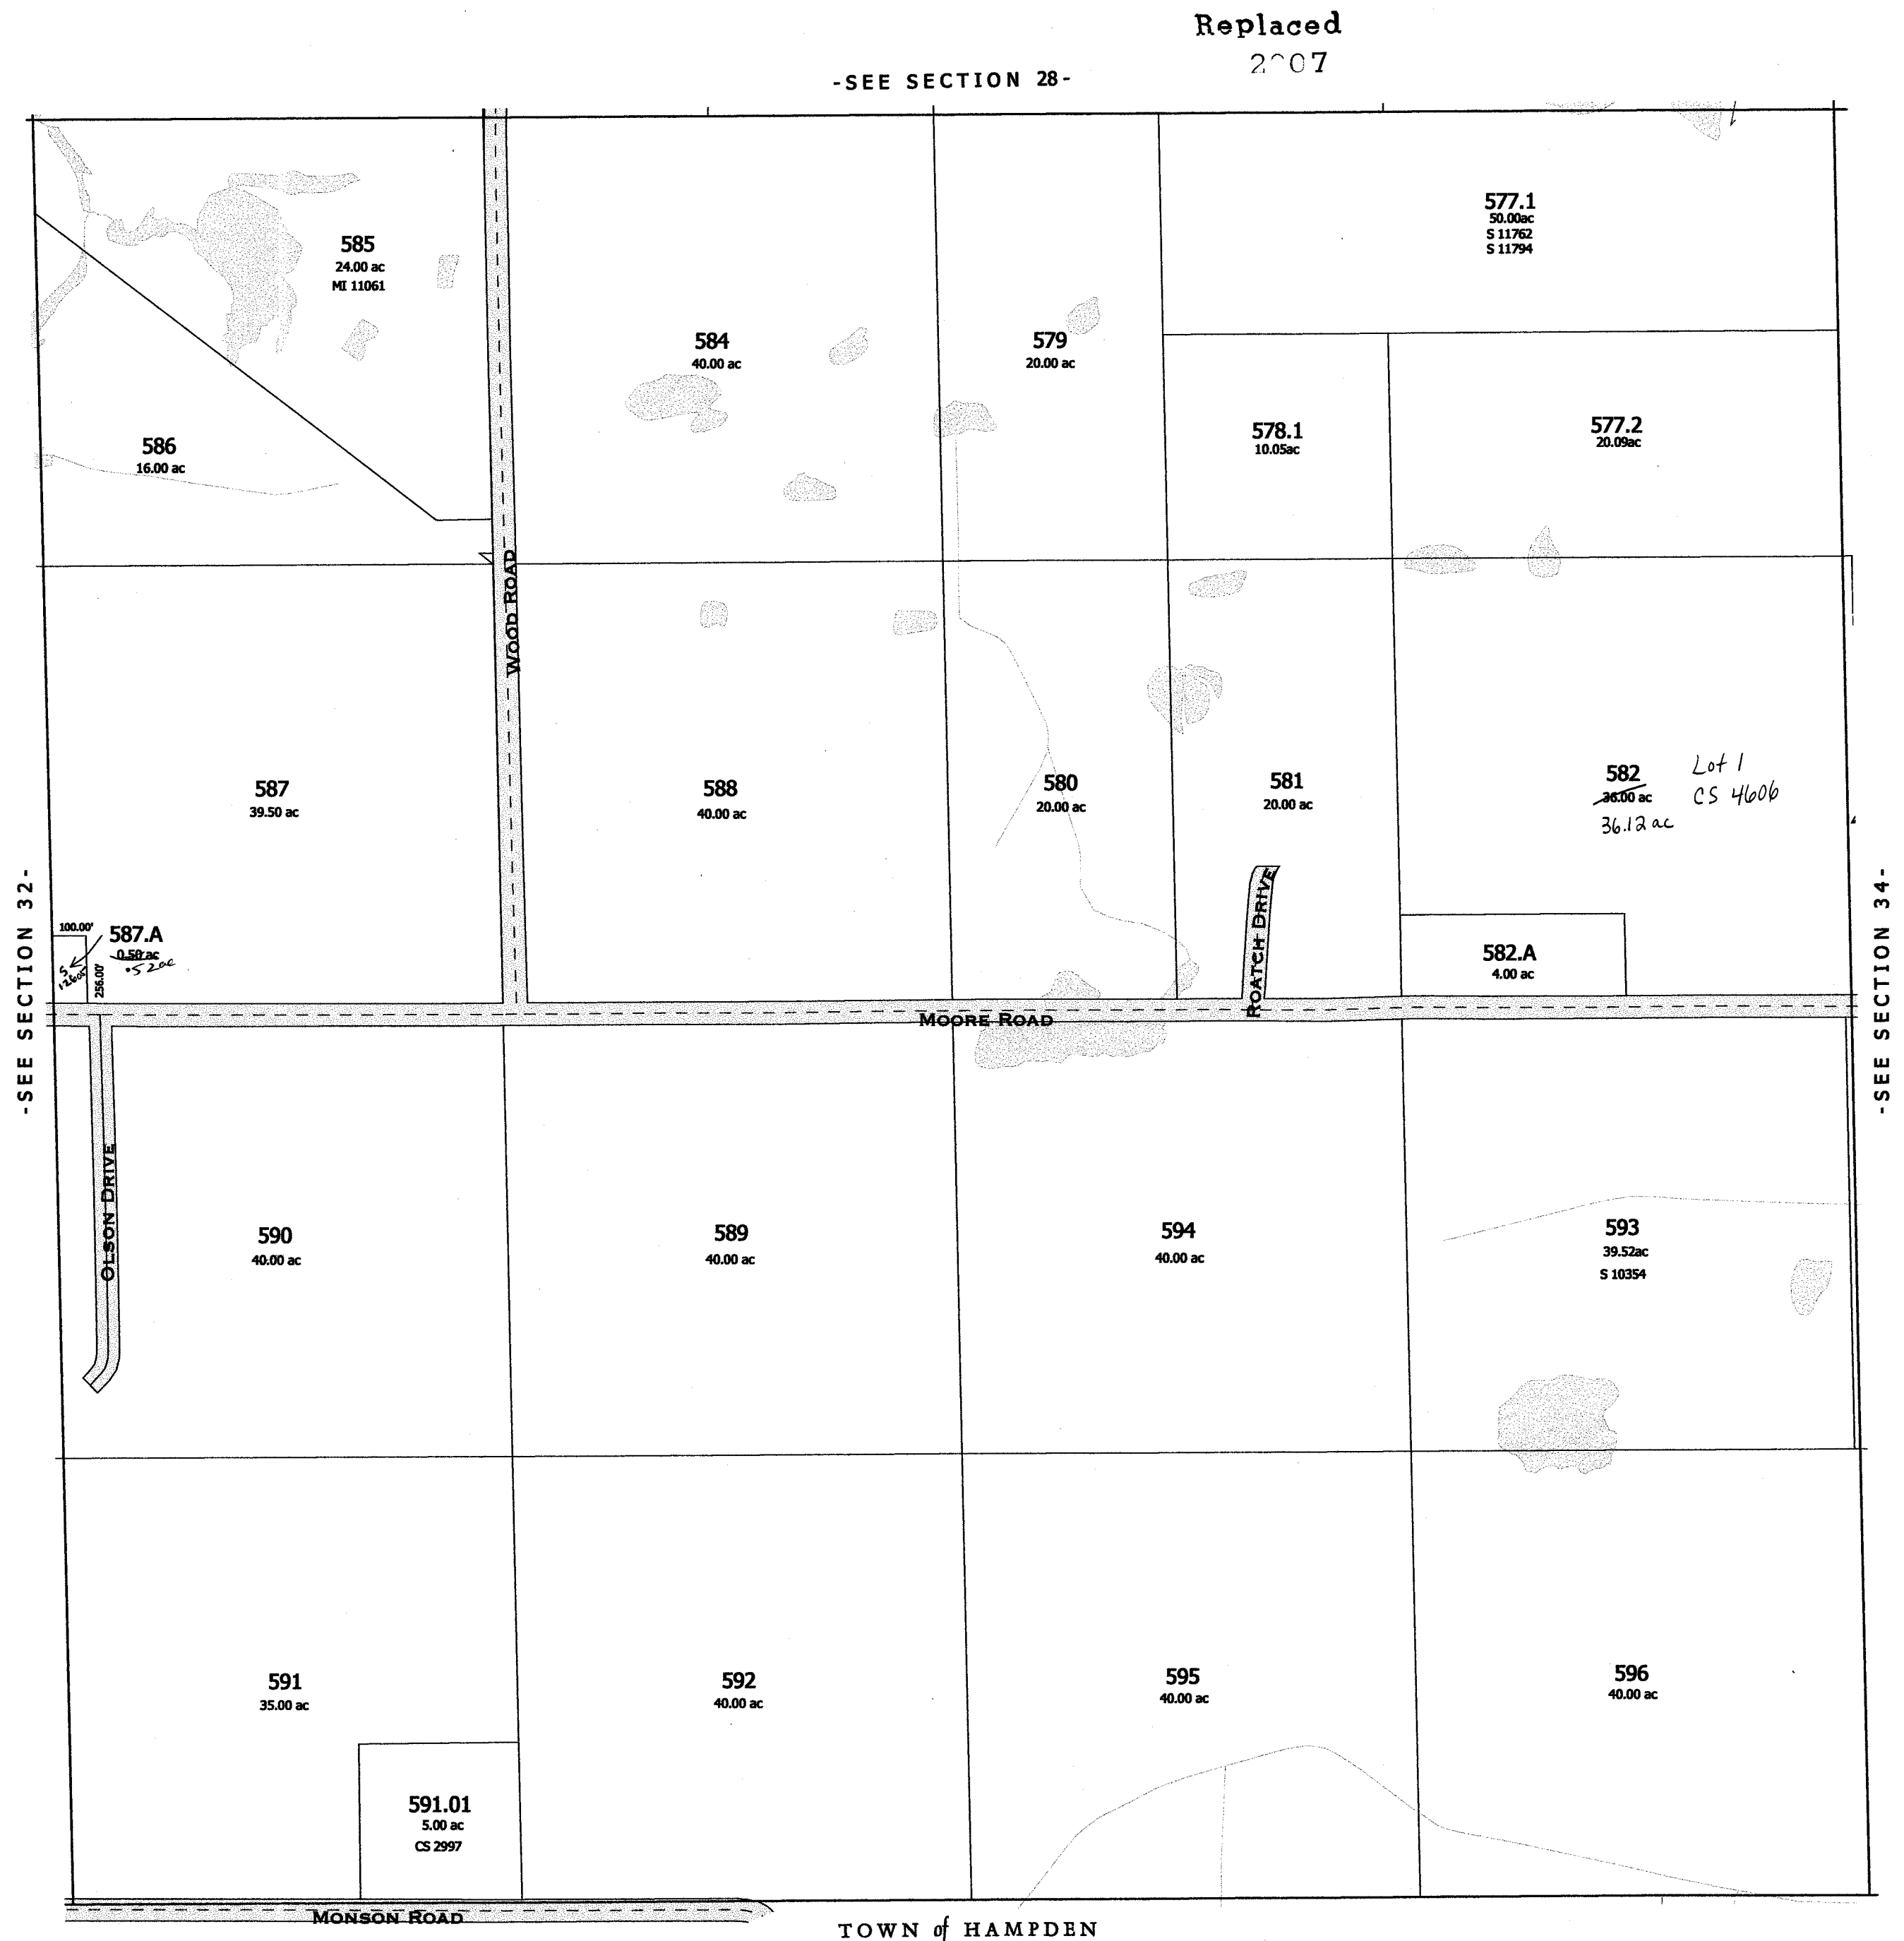 Replaced
-SEE SECTION 28-
577.1
50.00ac
S 11762
S 11794
585
24.00 ac
MI 11061
584
40.00 ac
579
20.00 ac
586
16.00 ac
578.1
10.05ac
577.2
20.09ac
WOOD ROAD
587
39.50 ac
588
40.00 ac
580
20.00 ac
581
20.00 ac
582
36.00 ac
36.12 ac
Lot 1
CS 4606
-SEE SECTION 32-
-SEE SECTION 34-
100.00'
587.A
0.50 ac
.52 ac
256.00'
ROATCH DRIVE
582.A
4.00 ac
MOORE ROAD
OLSON DRIVE
590
40.00 ac
589
40.00 ac
594
40.00 ac
593
39.52ac
S 10354
591
35.00 ac
592
40.00 ac
595
40.00 ac
596
40.00 ac
591.01
5.00 ac
CS 2997
MONSON ROAD
TOWN of HAMPDEN